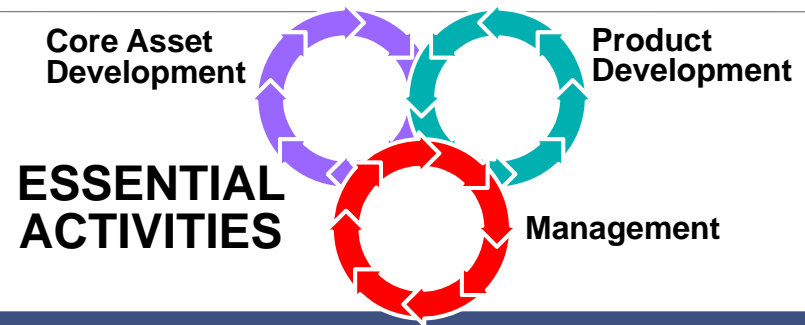 Core Asset
Development
Product
Development
ESSENTIAL
ACTIVITIES
Management